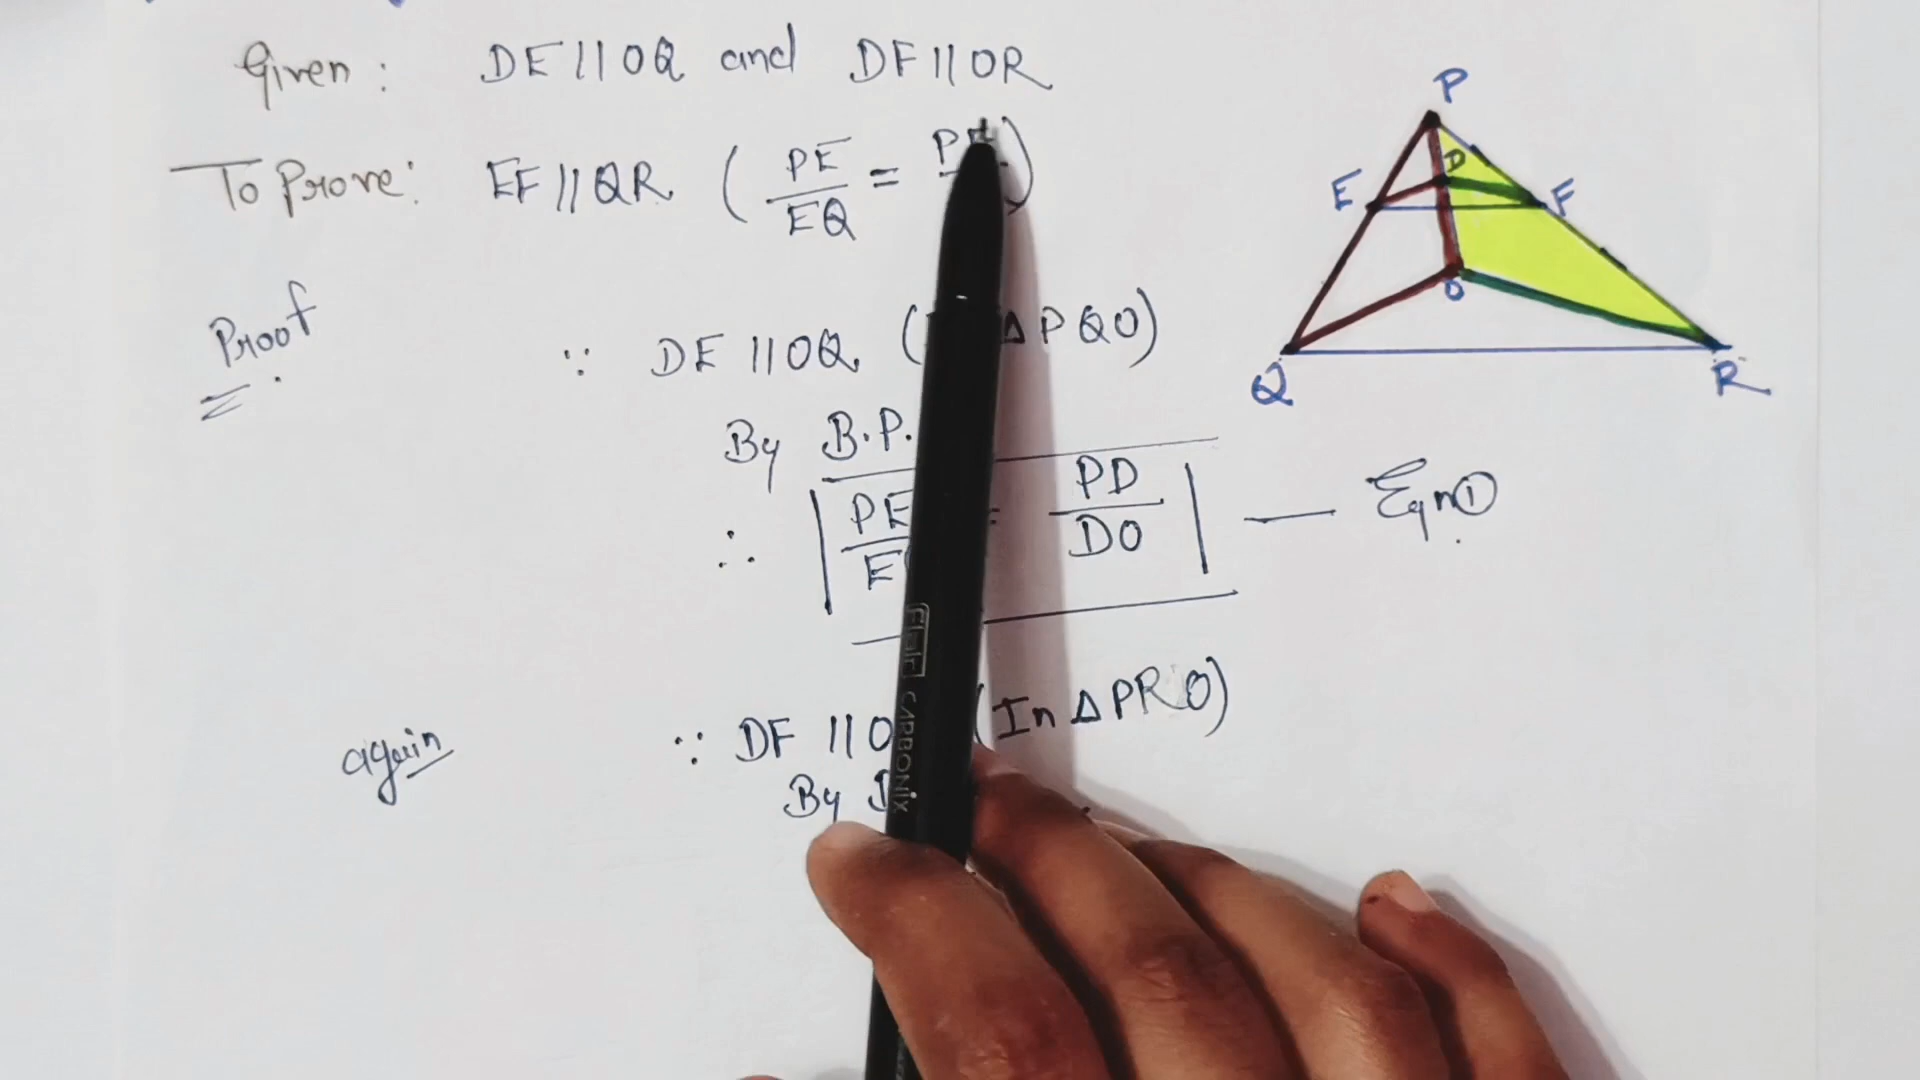 Given: DE||OQ and DF||OR
To Prove: EF||QR ( PE/EQ =
Proof
∵ DE||OQ ( ΔPQO)
By B.P.
∴ PE = PD/DO — Eqn①
again ∵ DF || (In ΔPRO)
By
P
D
E
F
O
Q
R
CARBONIX